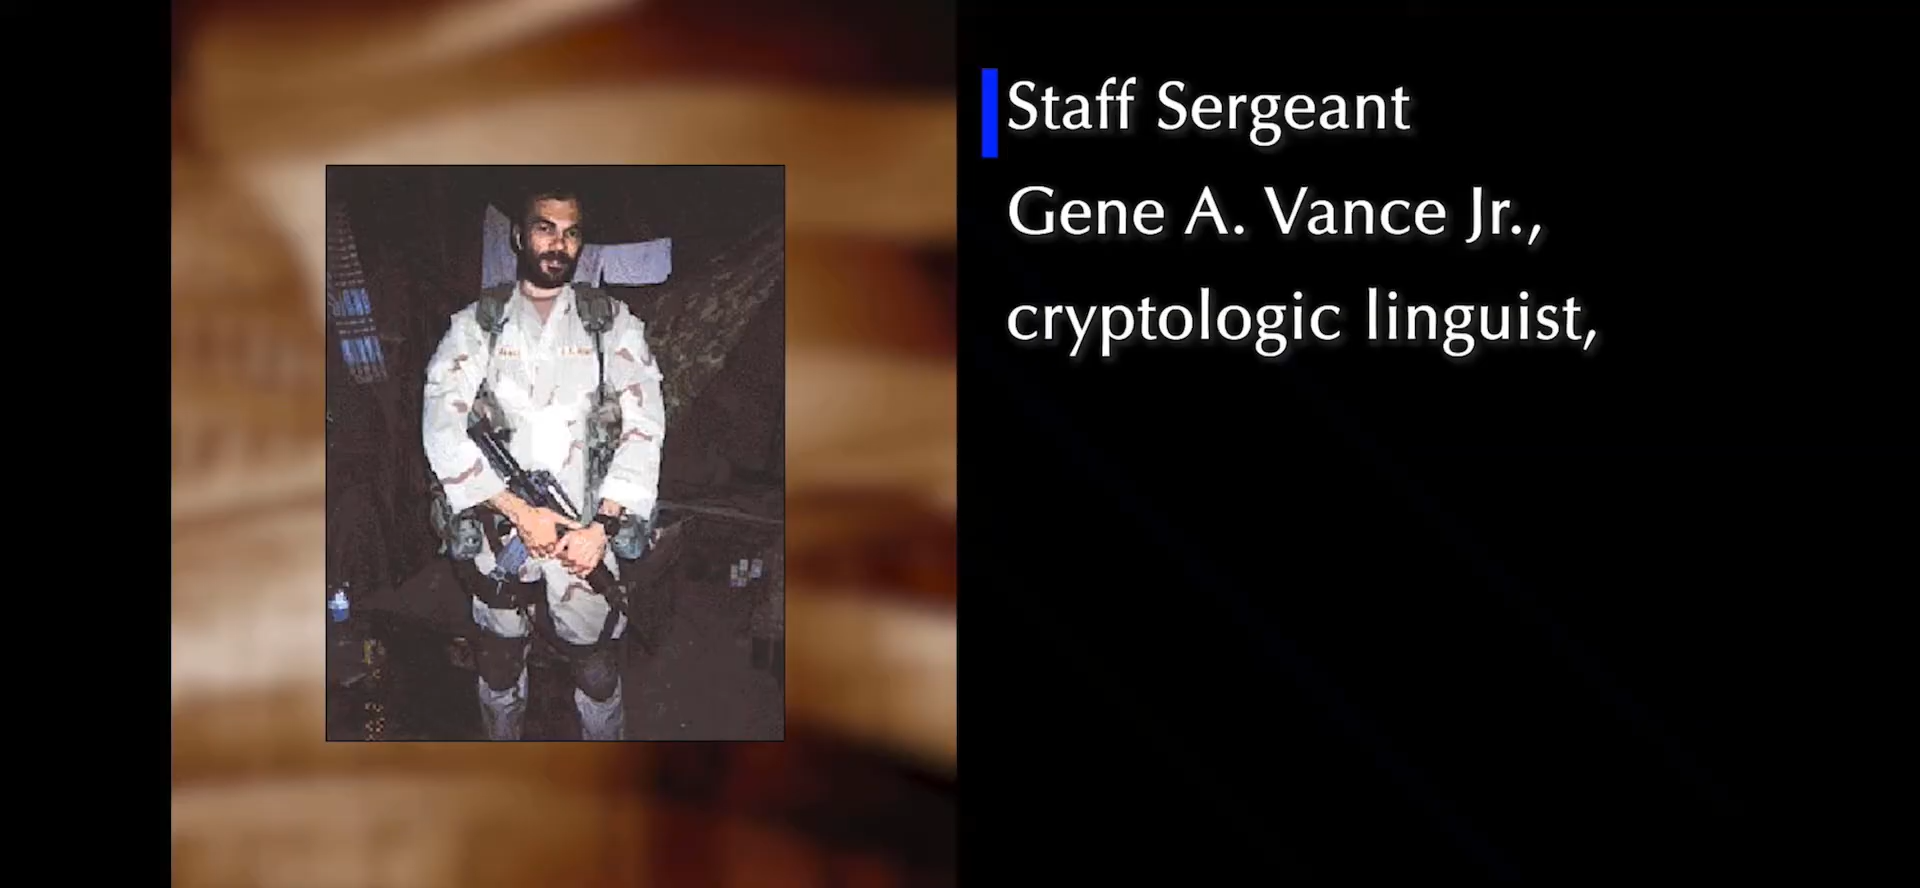 Staff Sergeant
Gene A. Vance Jr.,
cryptologic linguist,